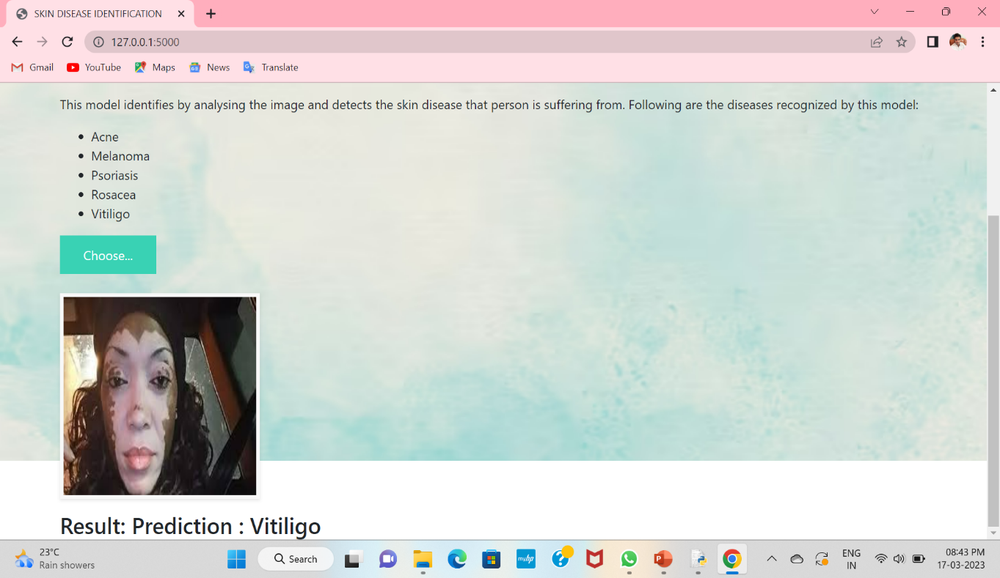 SKIN DISEASE IDENTIFICATION
127.0.0.1:5000
Gmail YouTube Maps News Translate
This model identifies by analysing the image and detects the skin disease that person is suffering from. Following are the diseases recognized by this model:
Acne
Melanoma
Psoriasis
Rosacea
Vitiligo
Choose...
Result: Prediction : Vitiligo
23°C
Rain showers
Search
myhp
ENG
IN
08:43 PM
17-03-2023